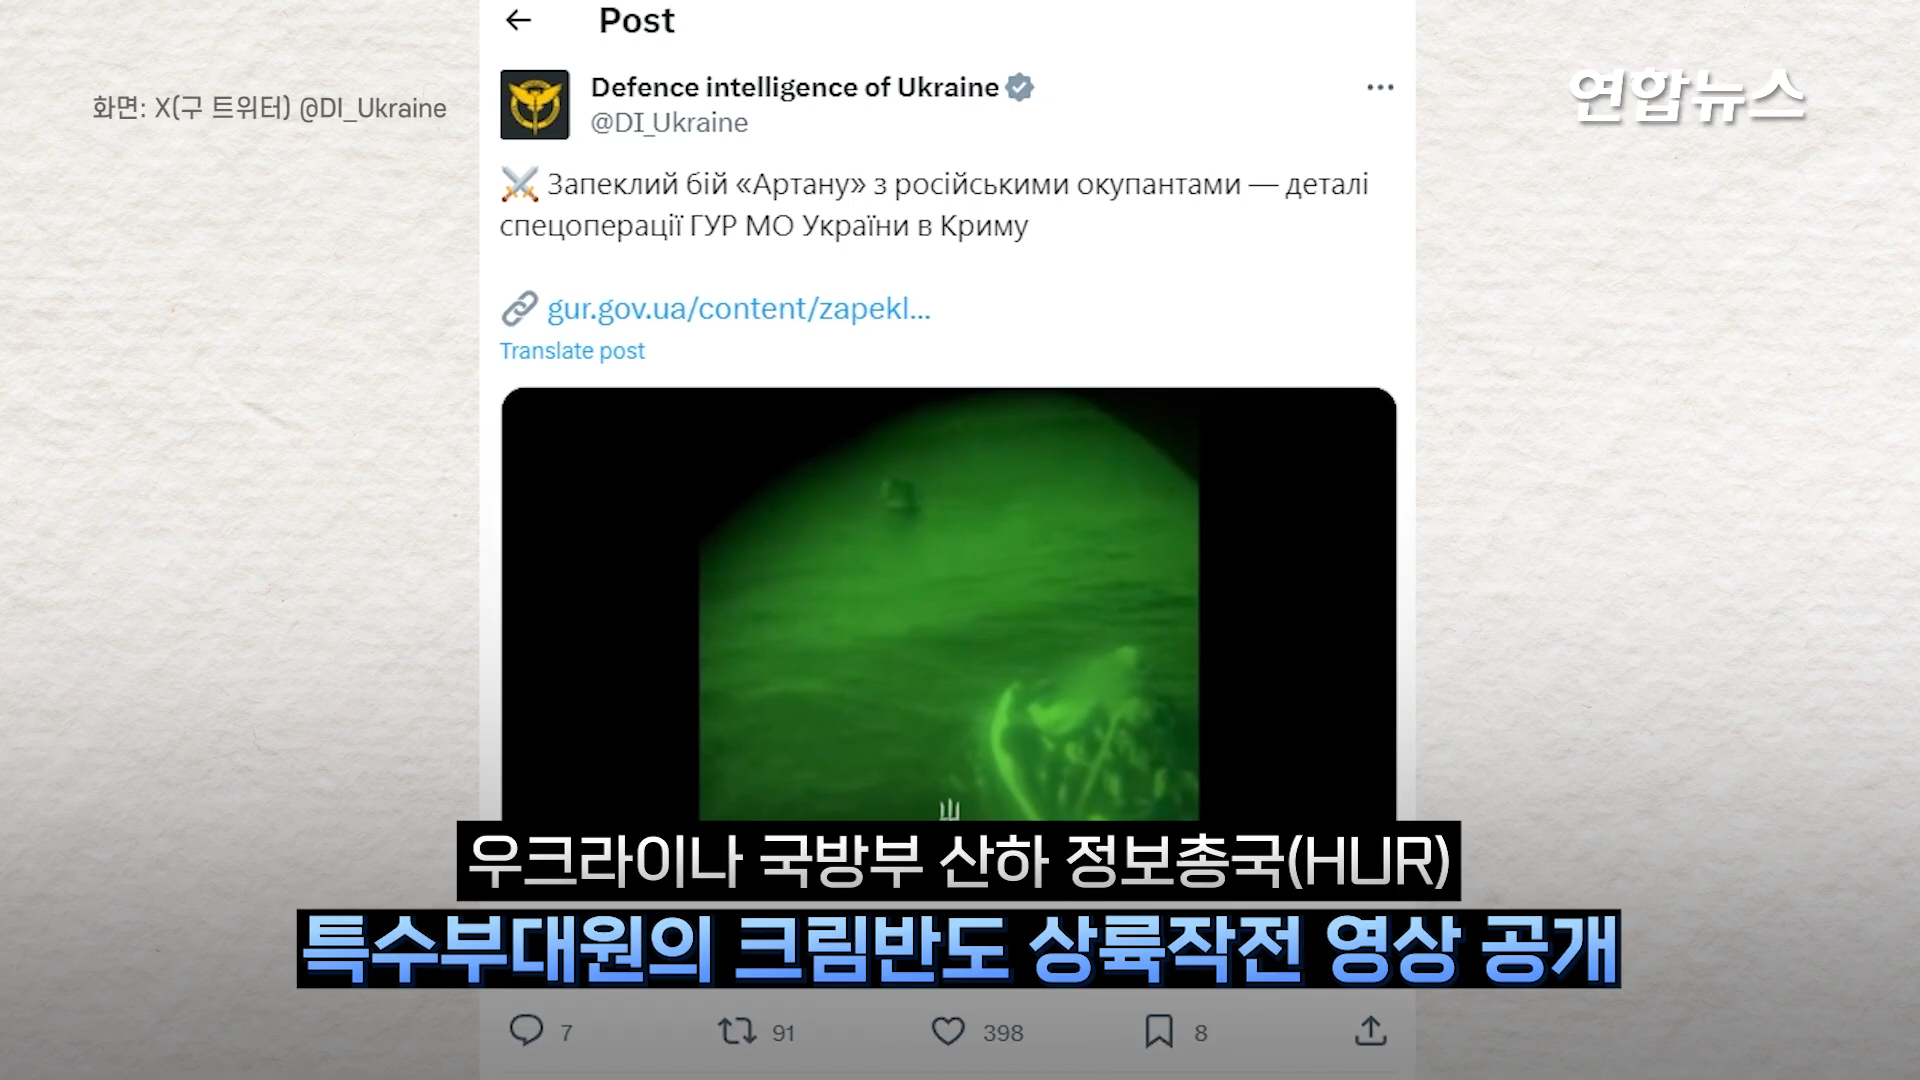 Post
화면: X(구 트위터) @DI_Ukraine
Defence intelligence of Ukraine
@DI_Ukraine
연합뉴스
Запеклий бій «Артану» з російськими окупантами — деталі
спецоперації ГУР МО України в Криму
gur.gov.ua/content/zapekl...
Translate post
우크라이나 국방부 산하 정보총국(HUR)
특수부대원의 크림반도 상륙작전 영상 공개
7 91 398 8